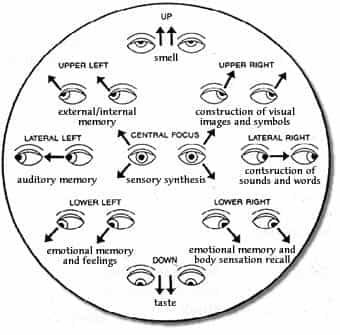 UP
smell
UPPER LEFT
UPPER RIGHT
external/internal
memory
construction of visual
images and symbols
LATERAL LEFT
CENTRAL FOCUS
LATERAL RIGHT
auditory memory
sensory synthesis
contsruction of
sounds and words
LOWER LEFT
LOWER RIGHT
emotional memory
and feelings
emotional memory and
body sensation recall
DOWN
taste